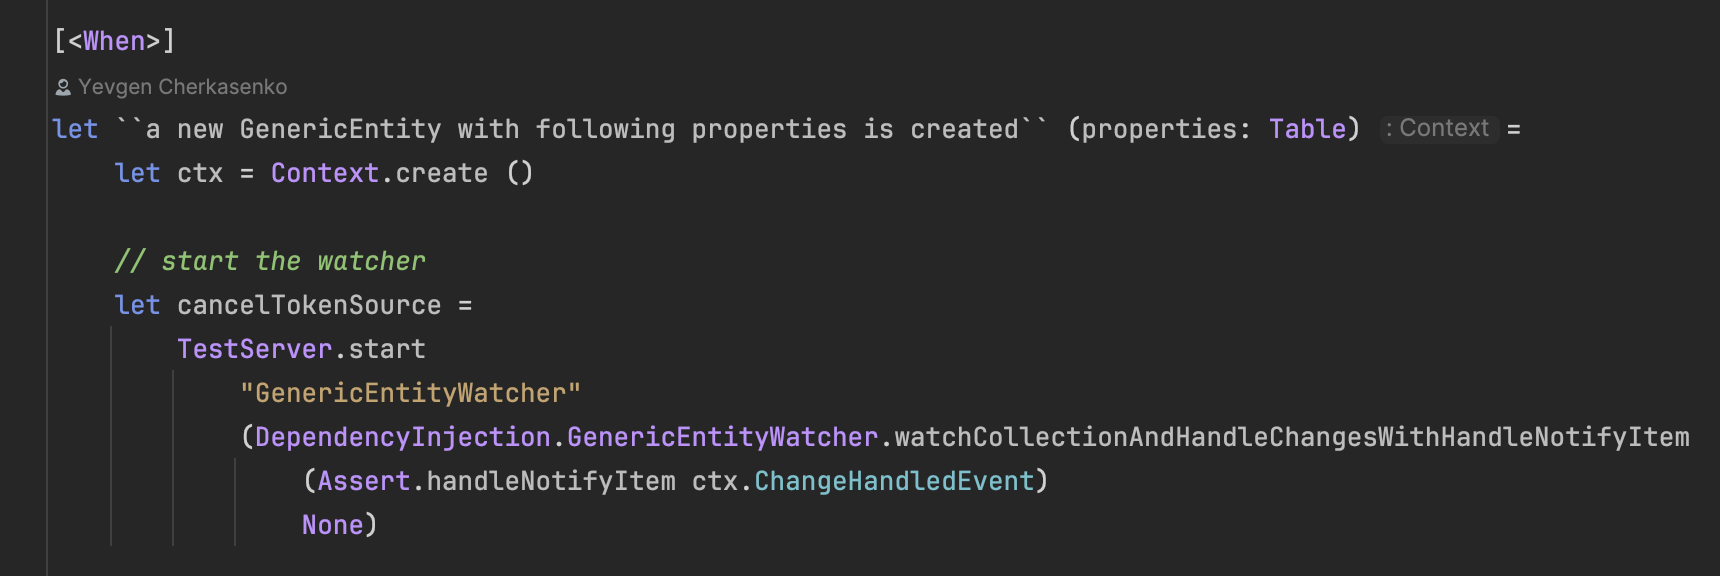 [<When>]
Yevgen Cherkasenko
let ``a new GenericEntity with following properties is created`` (properties: Table) : Context =
let ctx = Context.create ()
// start the watcher
let cancelTokenSource =
TestServer.start
"GenericEntityWatcher"
(DependencyInjection.GenericEntityWatcher.watchCollectionAndHandleChangesWithHandleNotifyItem
(Assert.handleNotifyItem ctx.ChangeHandledEvent)
None)